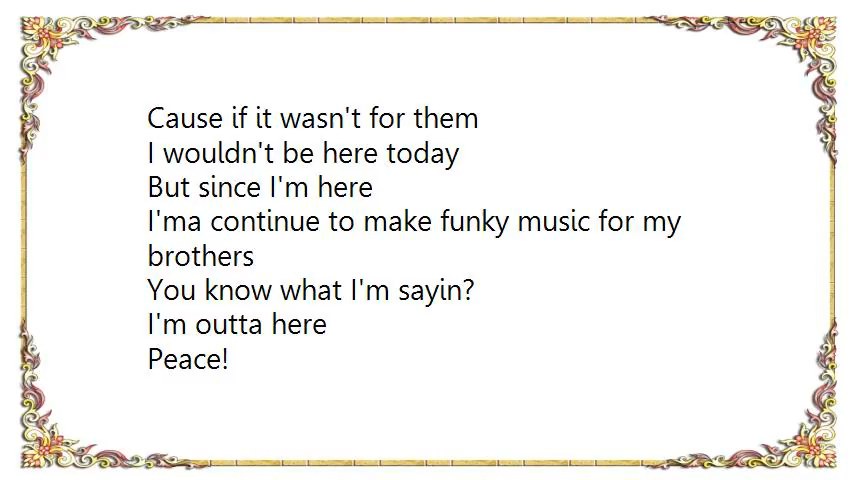 Cause if it wasn't for them
I wouldn't be here today
But since I'm here
I'ma continue to make funky music for my
brothers
You know what I'm sayin?
I'm outta here
Peace!